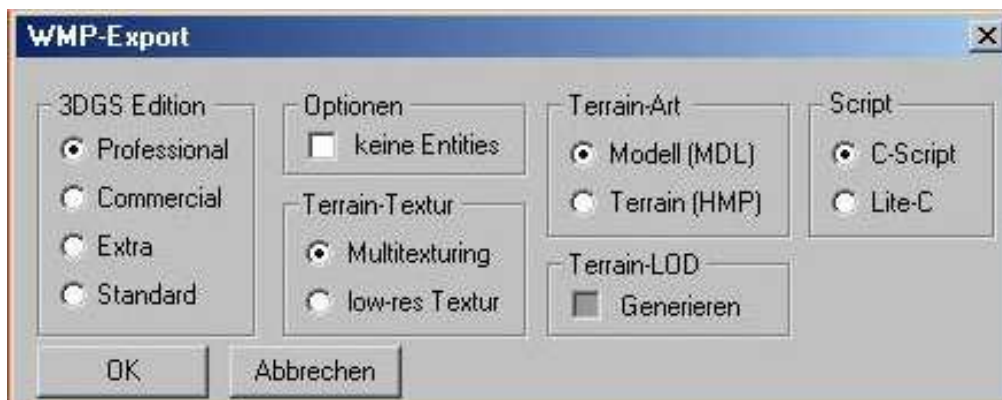 WMP-Export
3DGS Edition
Professional
Commercial
Extra
Standard
Optionen
keine Entities
Terrain-Textur
Multitexturing
low-res Textur
Terrain-Art
Modell (MDL)
Terrain (HMP)
Terrain-LOD
Generieren
Script
C-Script
Lite-C
OK
Abbrechen